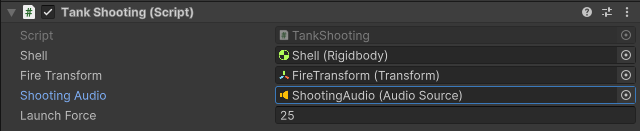 Tank Shooting (Script)
Script TankShooting
Shell Shell (Rigidbody)
Fire Transform FireTransform (Transform)
Shooting Audio ShootingAudio (Audio Source)
Launch Force 25